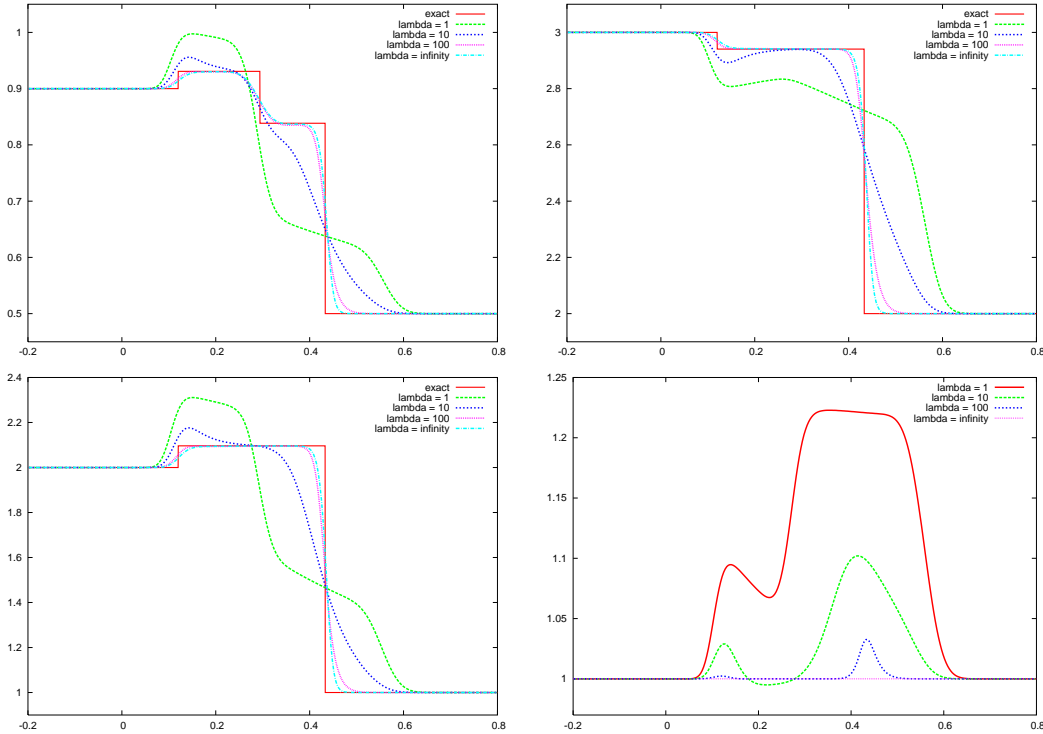 exact
lambda = 1
lambda = 10
lambda = 100
lambda = infinity
1
0.9
0.8
0.7
0.6
0.5
-0.2
0
0.2
0.4
0.6
0.8
exact
lambda = 1
lambda = 10
lambda = 100
lambda = infinity
3
2.8
2.6
2.4
2.2
2
-0.2
0
0.2
0.4
0.6
0.8
exact
lambda = 1
lambda = 10
lambda = 100
lambda = infinity
2.4
2.2
2
1.8
1.6
1.4
1.2
1
-0.2
0
0.2
0.4
0.6
0.8
lambda = 1
lambda = 10
lambda = 100
lambda = infinity
1.25
1.2
1.15
1.1
1.05
1
-0.2
0
0.2
0.4
0.6
0.8